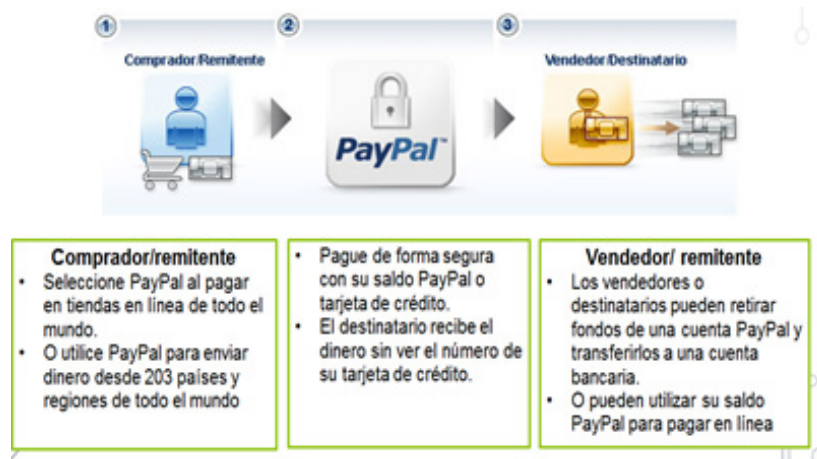 1
2
3
Comprador/Remitente
Vendedor/Destinatario
PayPal™
Comprador/remitente
• Seleccione PayPal al pagar
en tiendas en línea de todo el
mundo.
• O utilice PayPal para enviar
dinero desde 203 países y
regiones de todo el mundo
• Pague de forma segura
con su saldo PayPal o
tarjeta de crédito.
• El destinatario recibe el
dinero sin ver el número de
su tarjeta de crédito.
Vendedor/ remitente
• Los vendedores o
destinatarios pueden retirar
fondos de una cuenta PayPal y
transferirlos a una cuenta
bancaria.
• O pueden utilizar su saldo
PayPal para pagar en línea